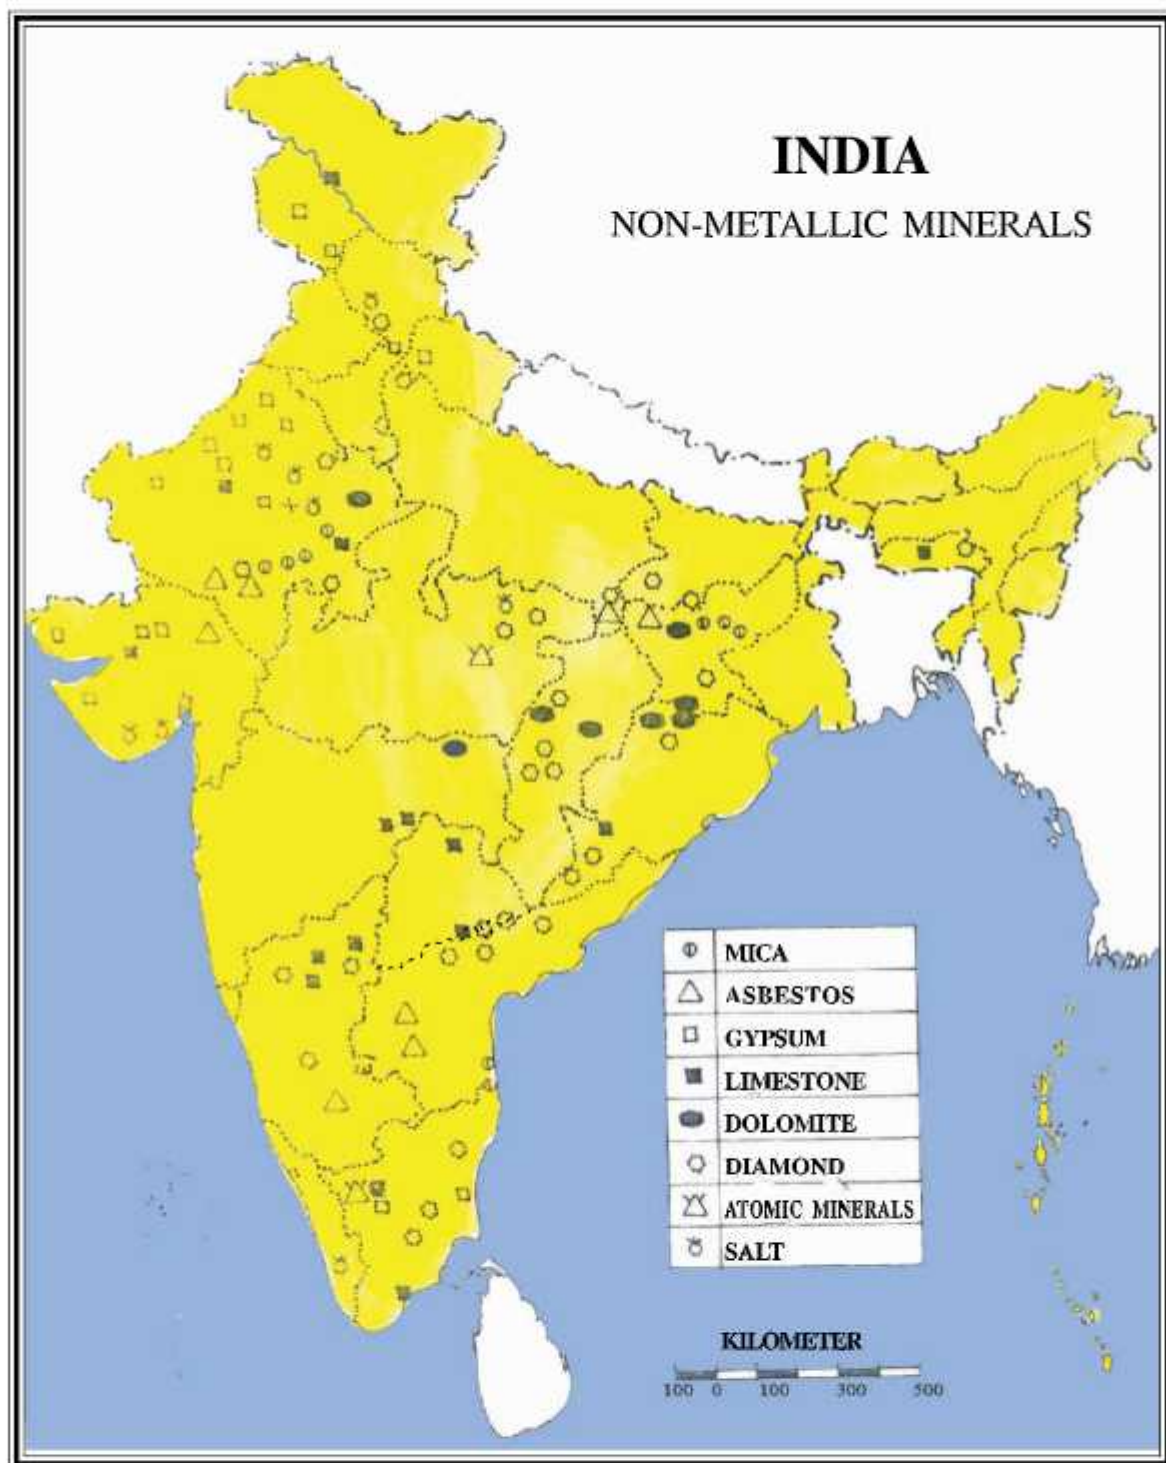 INDIA
NON-METALLIC MINERALS
MICA
ASBESTOS
GYPSUM
LIMESTONE
DOLOMITE
DIAMOND
ATOMIC MINERALS
SALT
KILOMETER
100 0 100 300 500